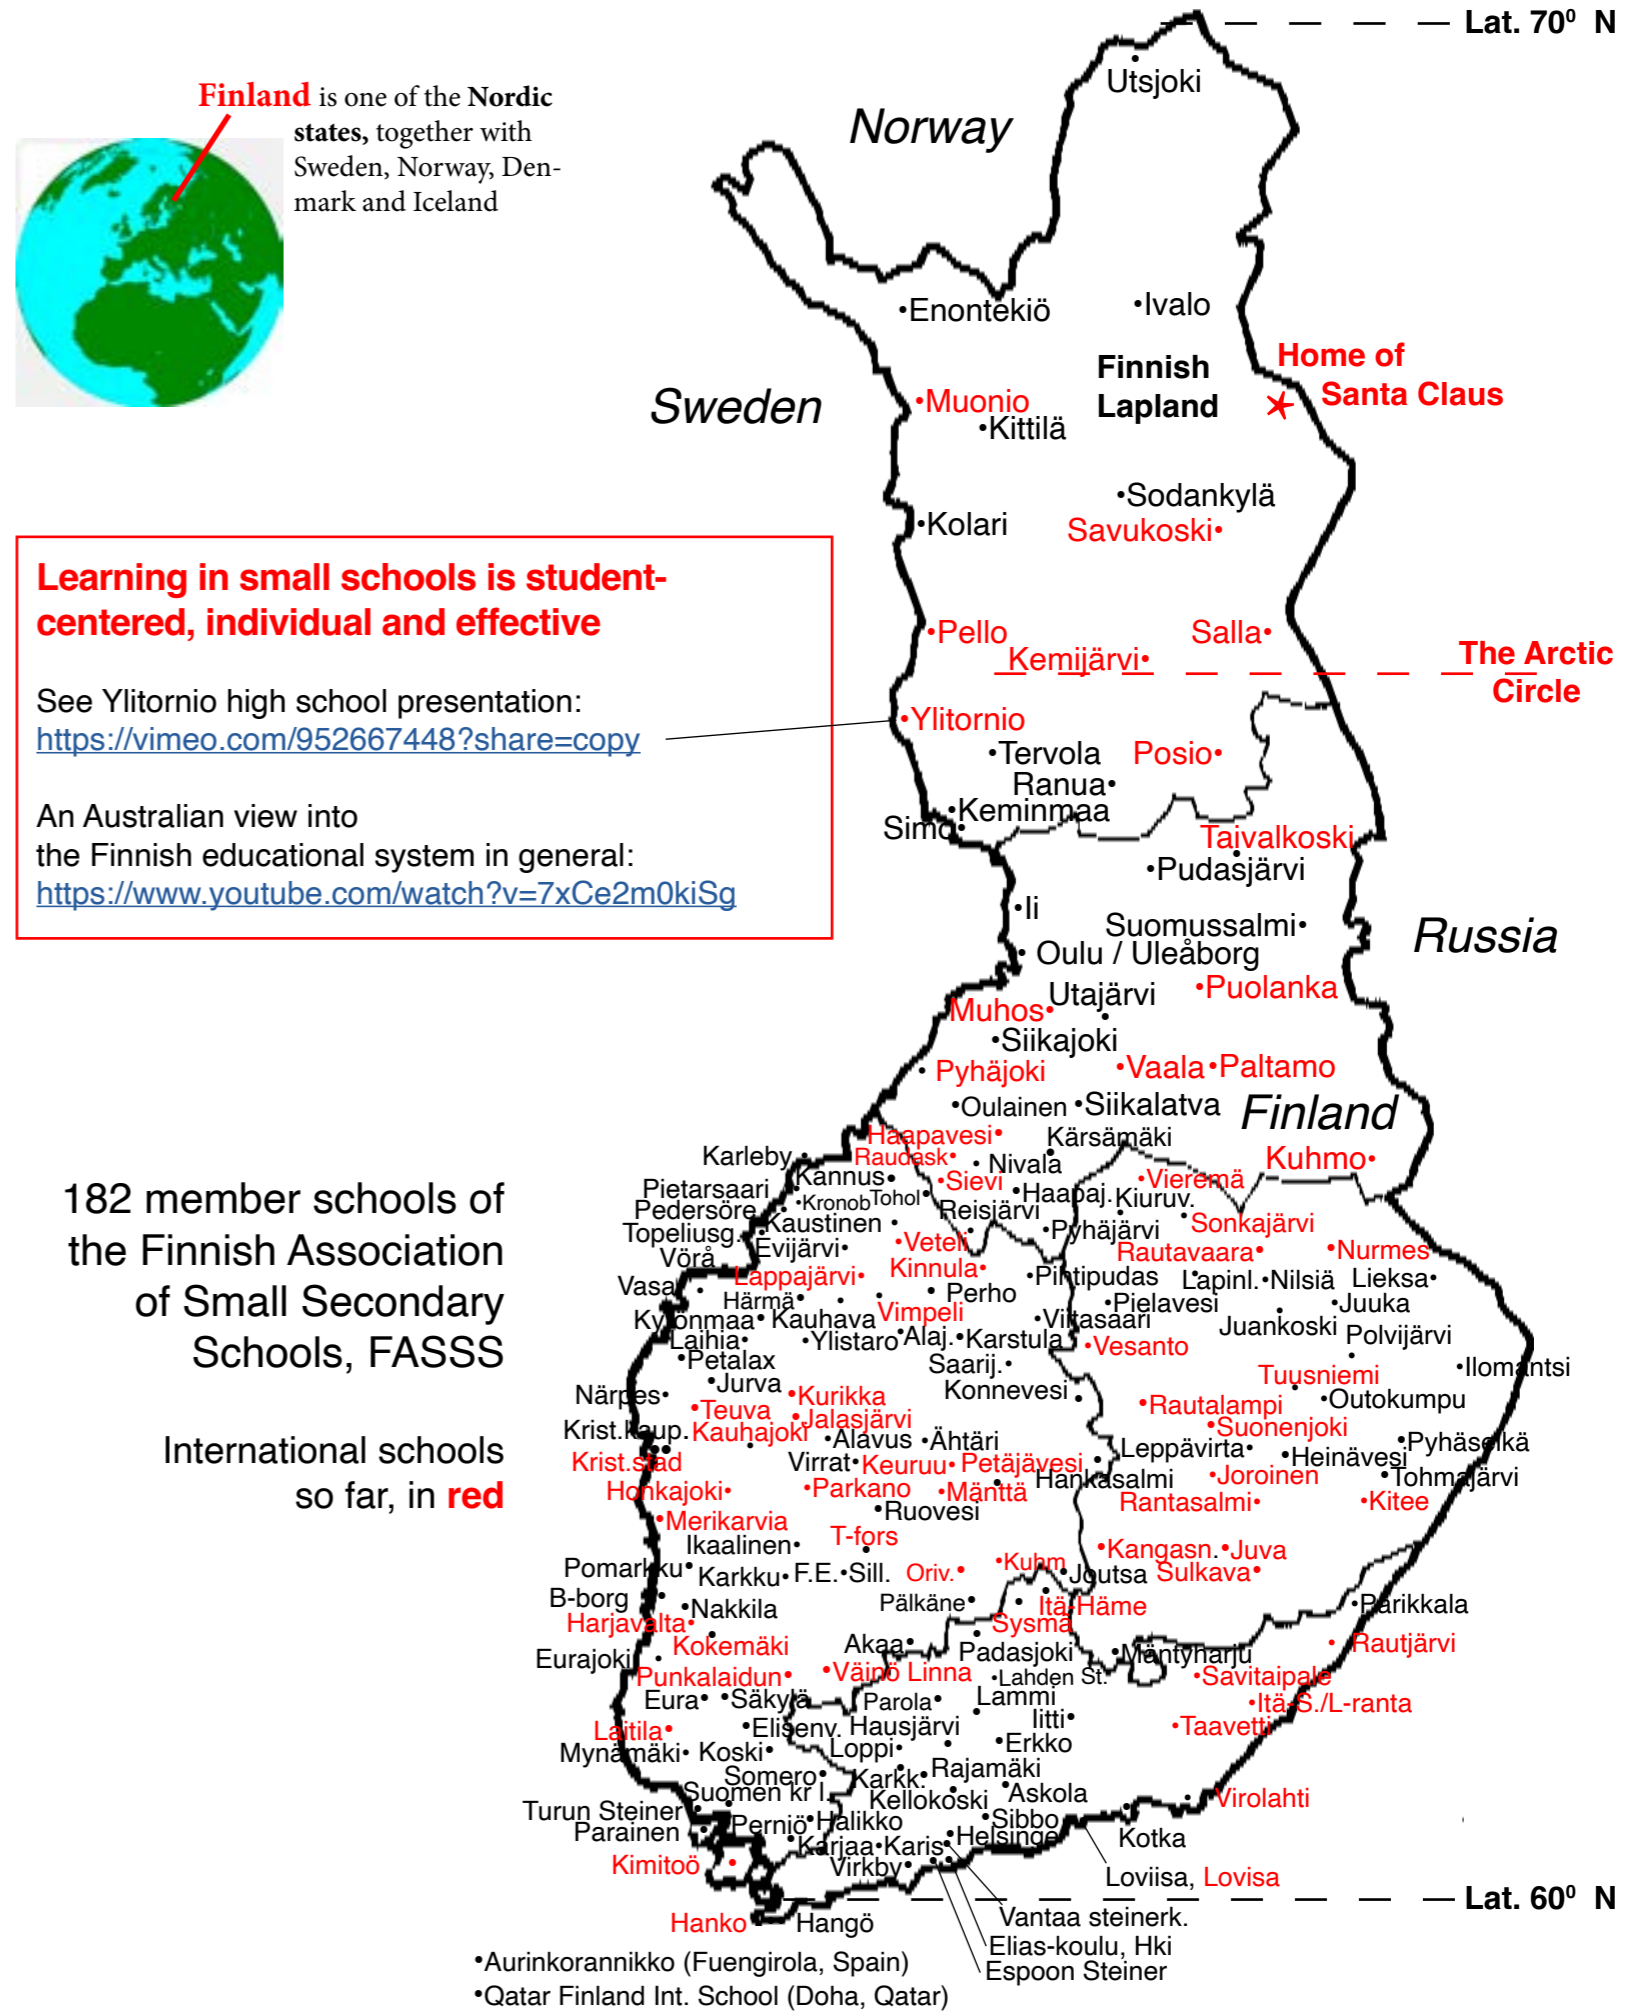 Lat. 70⁰ N
Utsjoki
Finland is one of the Nordic
states, together with
Sweden, Norway, Den-
mark and Iceland
Norway
•Enontekiö
•Ivalo
Finnish
Lapland
Home of
Santa Claus
Sweden
•Muonio
•Kittilä
•Sodankylä
•Kolari
Savukoski•
Learning in small schools is student-
centered, individual and effective
See Ylitornio high school presentation:
https://vimeo.com/952667448?share=copy
An Australian view into
the Finnish educational system in general:
https://www.youtube.com/watch?v=7xCe2m0kiSg
•Pello
Salla•
Kemijärvi•
The Arctic
Circle
•Ylitornio
•Tervola
Posio•
Ranua•
•Keminmaa
Simo
Taivalkoski
•Pudasjärvi
•Ii
Suomussalmi•
• Oulu / Uleåborg
Russia
Utajärvi
•Puolanka
Muhos•
•Siikajoki
• Pyhäjoki
•Vaala
•Paltamo
•Oulainen
•Siikalatva
Finland
Haapavesi•
Kärsämäki
Karleby•
Raudask•
• Nivala
Kuhmo•
182 member schools of
the Finnish Association
of Small Secondary
Schools, FASSS
International schools
so far, in red
Kannus•
•Sievi
•Vieremä
Pietarsaari
•Kronob
Tohol•
•Haapaj.
Kiuruv.
Pedersöre
Reisjärvi
Topeliusg.
Kaustinen •
•Pyhäjärvi
Sonkajärvi
Vörå
Evijärvi•
•Veteli
Rautavaara•
•Nurmes
Lappajärvi•
Kinnula•
•Pihtipudas
Lapinl.
•Nilsiä
Lieksa•
Vasa
Härmä•
Perho
•Pielavesi
•Juuka
Vimpeli
Kyrönmaa•
Kauhava
•Viitasaari
Juankoski
Polvijärvi
Laihia•
•Ylistaro
•Alaj.
•Karstula
•Vesanto
•Petalax
Saarij.•
•Ilomantsi
•Jurva
Konnevesi
Tuusniemi
Närpes•
•Kurikka
•Outokumpu
•Teuva
•Jalasjärvi
•Rautalampi
Krist.kaup.
Kauhajoki
•Suonenjoki
•Alavus
•Ähtäri
Leppävirta•
•Heinävesi
•Pyhäselkä
Krist.stad
Virrat•
Keuruu•
Petäjävesi
Hankasalmi
•Joroinen
•Tohmajärvi
Honkajoki•
•Parkano
•Mänttä
Rantasalmi•
•Kitee
•Merikarvia
•Ruovesi
T-fors
Ikaalinen•
•Kangasn.
•Juva
Pomarkku•
Karkku•
F.E.
•Sill.
Oriv.•
•Kuhm
Joutsa
Sulkava•
B-borg
•Nakkila
Pälkäne•
Itä-Häme
•Parikkala
Harjavalta•
Sysmä
Kokemäki
Akaa•
Padasjoki
•Mäntyharju
• Rautjärvi
Eurajoki
Punkalaidun•
•Väinö Linna
•Lahden St.
•Savitaipale
Eura•
•Säkylä
Parola•
Lammi
•Itä-S./L-ranta
Laitila•
•Elisenv.
Hausjärvi
Iitti•
•Taavetti
Mynämäki•
Koski•
Loppi•
•Erkko
Somero•
Karkk.
•Rajamäki
Suomen kr l.
Kellokoski
Askola
Virolahti
Turun Steiner
Perniö
•Halikko
•Sibbo
Parainen
Karjaa
•Karis
•Helsinge
Kotka
Kimitoö
Virkby•
Loviisa, Lovisa
Lat. 60⁰ N
Hanko
Hangö
Vantaa steinerk.
Elias-koulu, Hki
Espoon Steiner
•Aurinkorannikko (Fuengirola, Spain)
•Qatar Finland Int. School (Doha, Qatar)